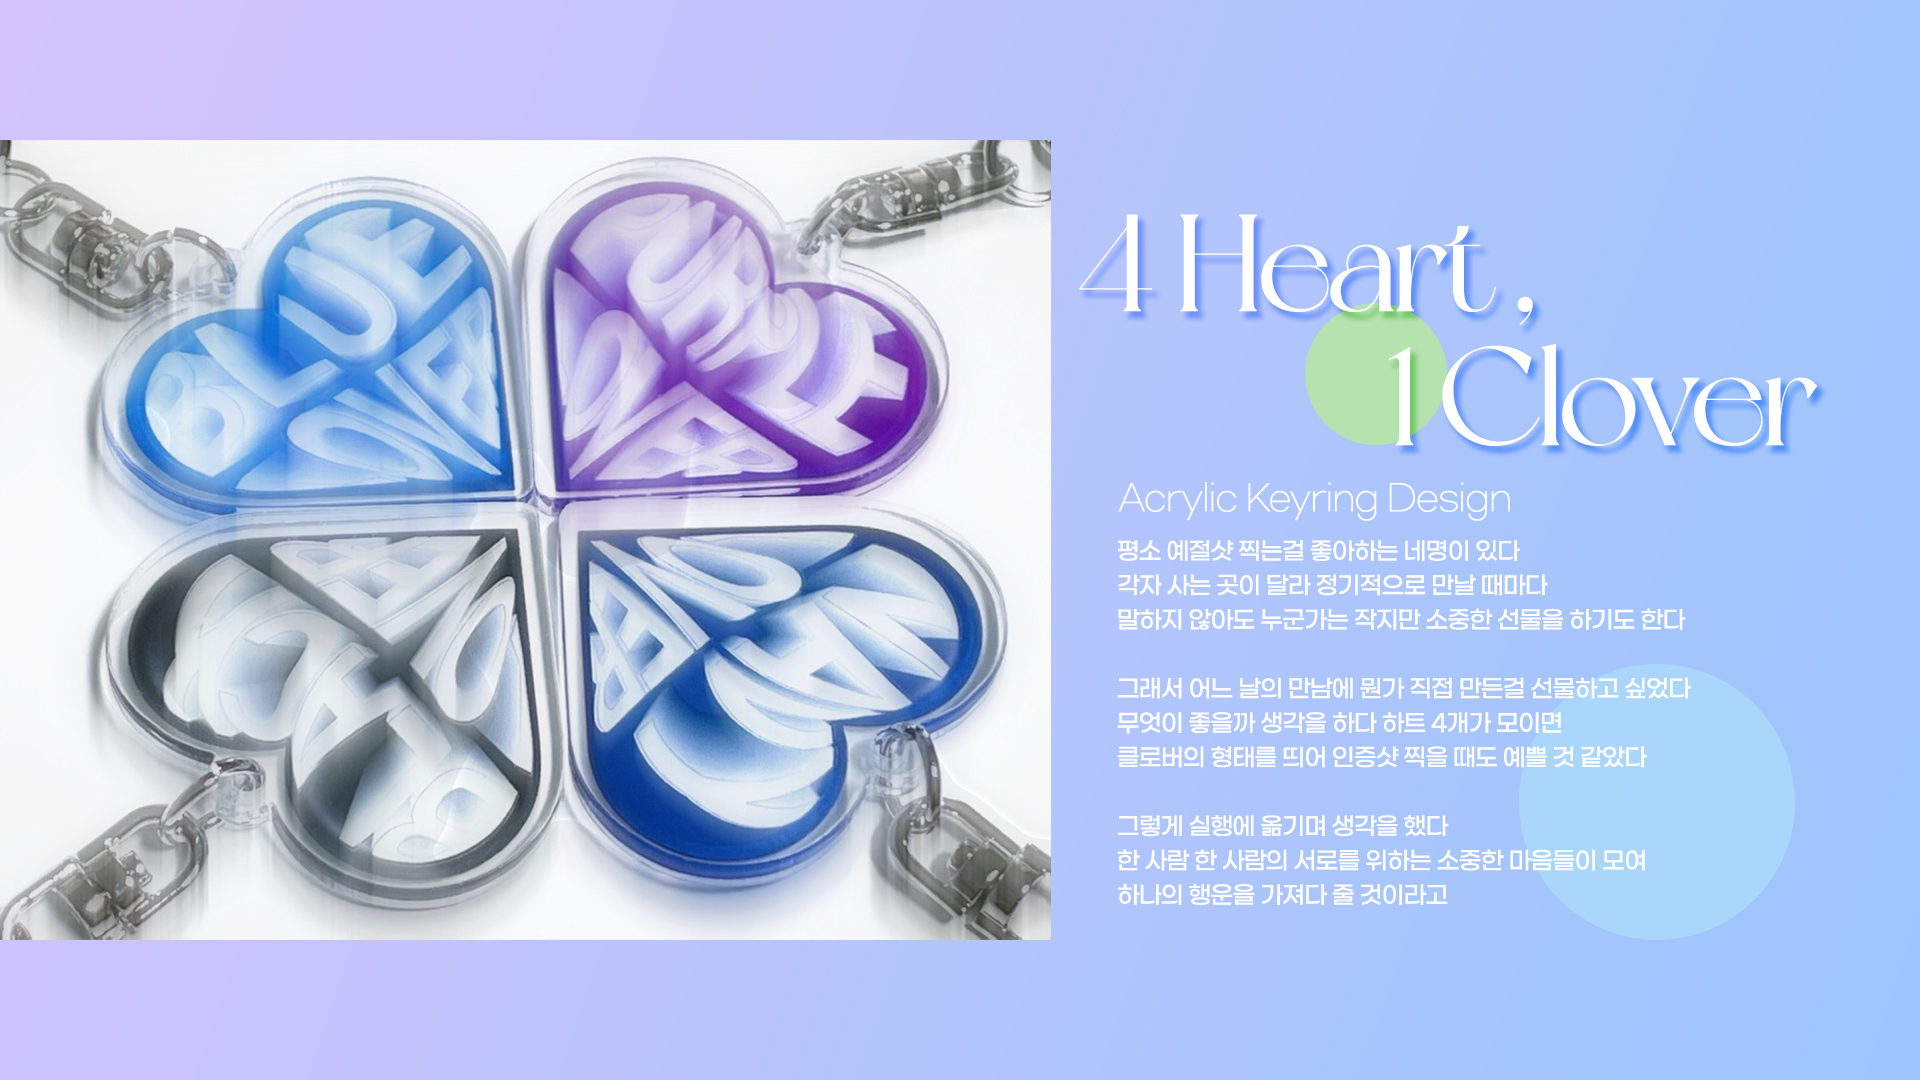 BLUE
OVER
PURPLE
OVER
BLACK
OVER
OVER
4 Heart,
1 Clover
Acrylic Keyring Design
평소 예절샷 찍는걸 좋아하는 네명이 있다
각자 사는 곳이 달라 정기적으로 만날 때마다
말하지 않아도 누군가는 작지만 소중한 선물을 하기도 한다
그래서 어느 날의 만남에 뭔가 직접 만든걸 선물하고 싶었다
무엇이 좋을까 생각을 하다 하트 4개가 모이면
클로버의 형태를 띄어 인증샷 찍을 때도 예쁠 것 같았다
그렇게 실행에 옮기며 생각을 했다
한 사람 한 사람의 서로를 위하는 소중한 마음들이 모여
하나의 행운을 가져다 줄 것이라고